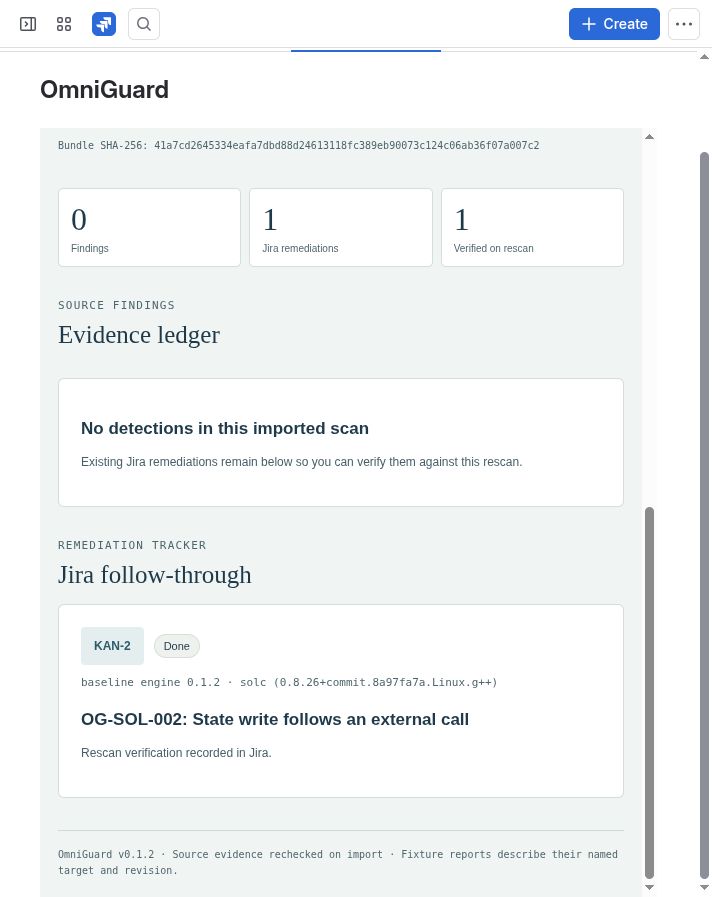 Create
OmniGuard
Bundle SHA-256: 41a7cd2645334eafa7dbd88d24613118fc389eb90073c124c06ab36f07a007c2
0
Findings
1
Jira remediations
1
Verified on rescan
SOURCE FINDINGS
Evidence ledger
No detections in this imported scan
Existing Jira remediations remain below so you can verify them against this rescan.
REMEDIATION TRACKER
Jira follow-through
KAN-2 Done
baseline engine 0.1.2 · solc (0.8.26+commit.8a97fa7a.Linux.g++)
OG-SOL-002: State write follows an external call
Rescan verification recorded in Jira.
OmniGuard v0.1.2 · Source evidence rechecked on import · Fixture reports describe their named
target and revision.